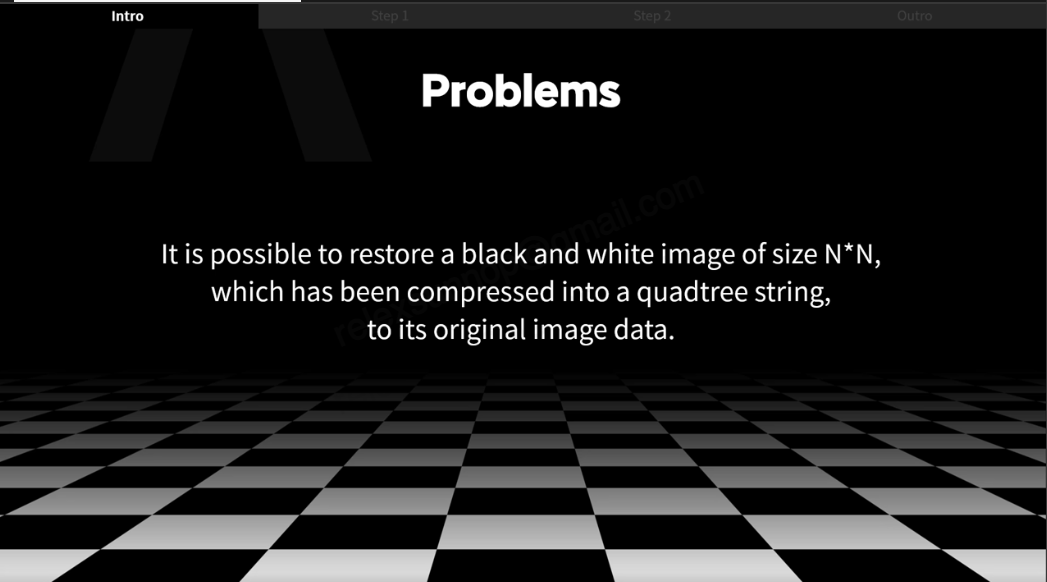 Intro
Step 1
Step 2
Outro
Problems
It is possible to restore a black and white image of size N*N,
which has been compressed into a quadtree string,
to its original image data.